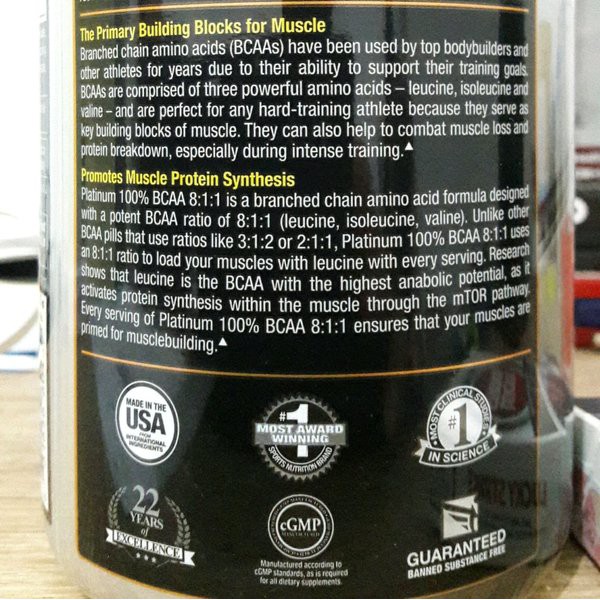 The Primary Building Blocks for Muscle
Branched chain amino acids (BCAAs) have been used by top bodybuilders and
other athletes for years due to their ability to support their training goals.
BCAAs are comprised of three powerful amino acids – leucine, isoleucine and
valine – and are perfect for any hard-training athlete because they serve as
key building blocks of muscle. They can also help to combat muscle loss and
protein breakdown, especially during intense training.▲
Promotes Muscle Protein Synthesis
Platinum 100% BCAA 8:1:1 is a branched chain amino acid formula designed
with a potent BCAA ratio of 8:1:1 (leucine, isoleucine, valine). Unlike other
BCAA pills that use ratios like 3:1:2 or 2:1:1, Platinum 100% BCAA 8:1:1 uses
an 8:1:1 ratio to load your muscles with leucine with every serving. Research
shows that leucine is the BCAA with the highest anabolic potential, as it
activates protein synthesis within the muscle through the mTOR pathway.
Every serving of Platinum 100% BCAA 8:1:1 ensures that your muscles are
primed for musclebuilding.▲
MADE IN THE
USA
FROM
INTERNATIONAL
INGREDIENTS
#1
MOST AWARD
WINNING
SPORTS NUTRITION BRAND
MOST CLINICAL STUDIES
#1
IN SCIENCE
22
YEARS
of
EXCELLENCE
cGMP
Manufactured according to
cGMP standards, as is required
for all dietary supplements.
GUARANTEED
BANNED SUBSTANCE FREE